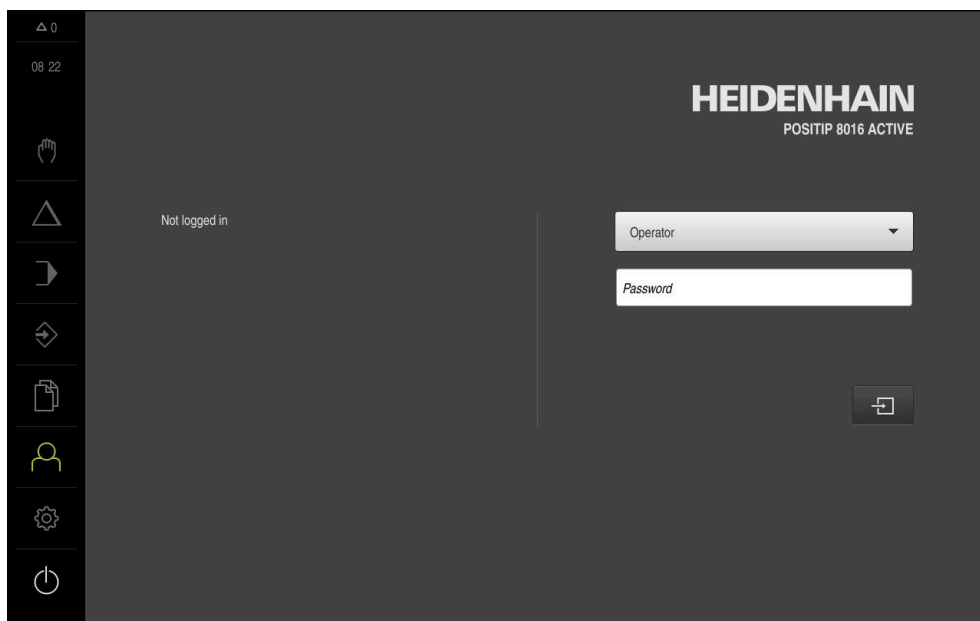 △ 0
08 22
HEIDENHAIN
POSITIP 8016 ACTIVE
Not logged in
Operator
Password